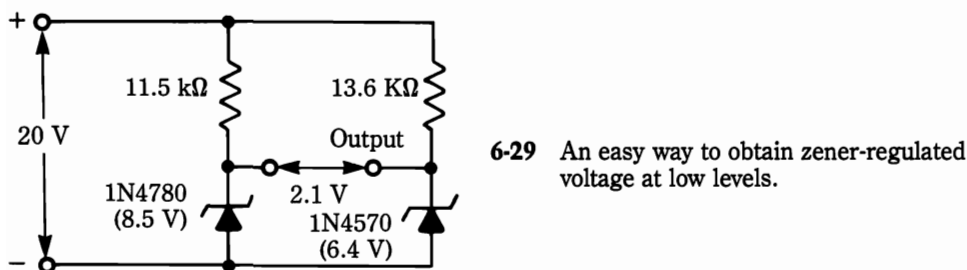 +
11.5 kΩ
13.6 KΩ
20 V
Output
2.1 V
1N4780
(8.5 V)
1N4570
(6.4 V)
−
6-29 An easy way to obtain zener-regulated
voltage at low levels.